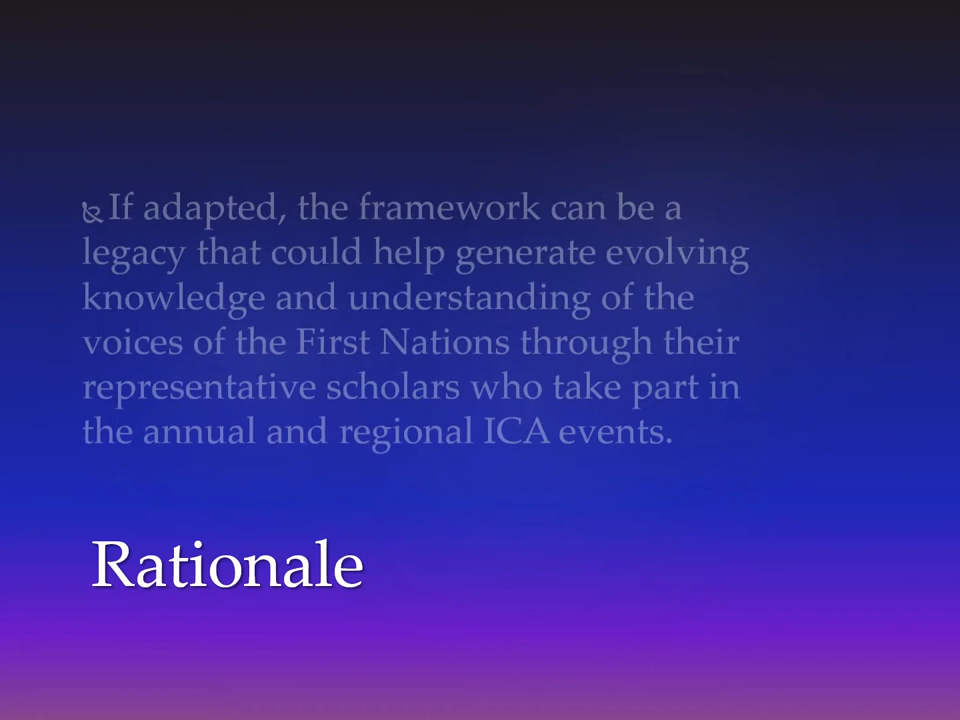 If adapted, the framework can be a
legacy that could help generate evolving
knowledge and understanding of the
voices of the First Nations through their
representative scholars who take part in
the annual and regional ICA events.
Rationale